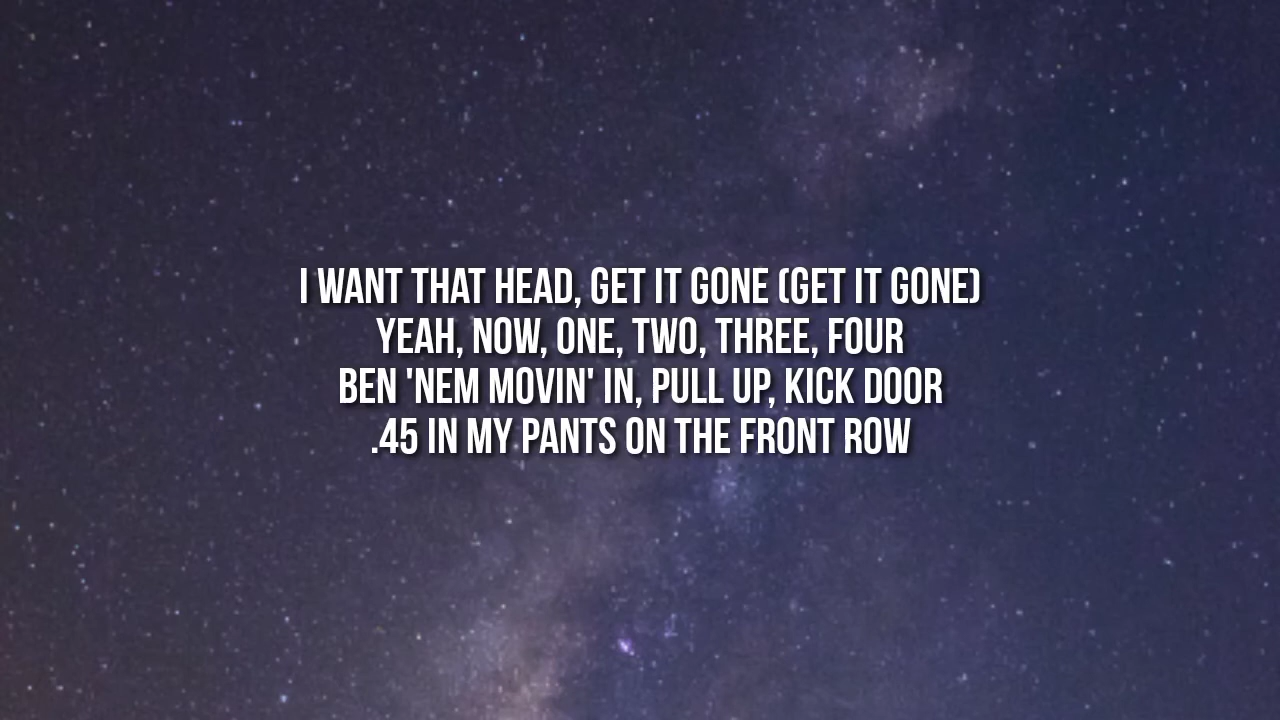 I WANT THAT HEAD, GET IT GONE (GET IT GONE)
YEAH, NOW, ONE, TWO, THREE, FOUR
BEN 'NEM MOVIN' IN, PULL UP, KICK DOOR
.45 IN MY PANTS ON THE FRONT ROW